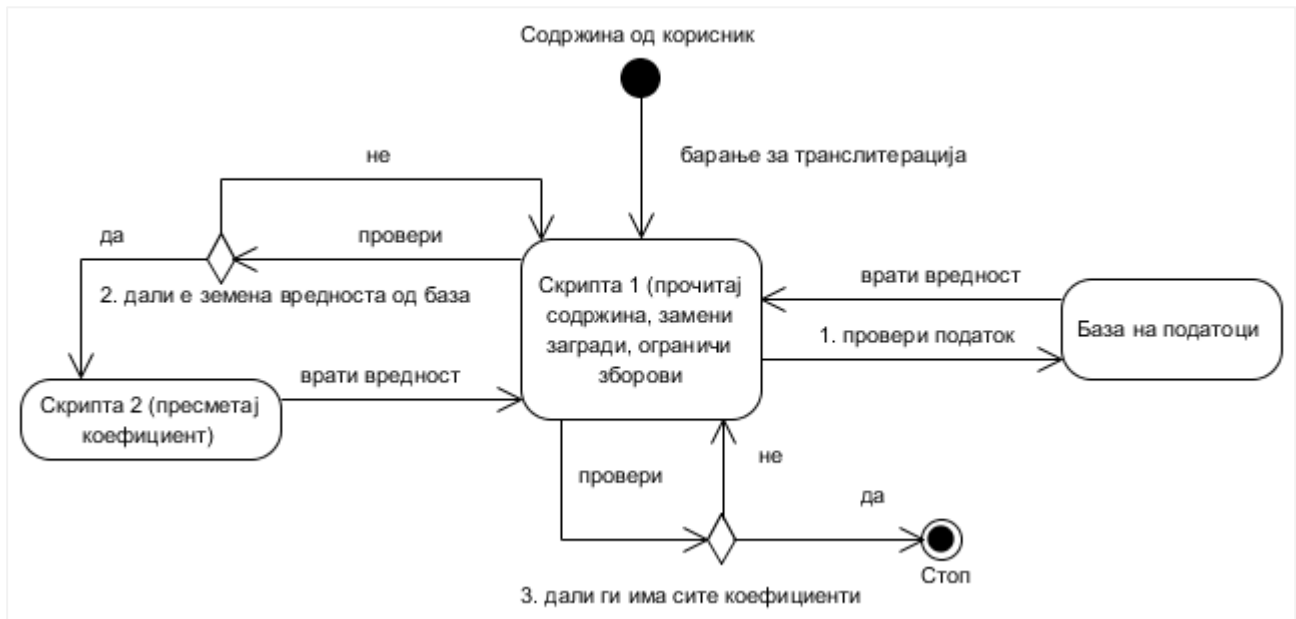 Содржина од корисник
барање за транслитерација
не
да
провери
2. дали е земена вредноста од база
Скрипта 1 (прочитај
содржина, замени
загради, ограничи
зборови
врати вредност
1. провери податок
База на податоци
Скрипта 2 (пресметај
коефициент)
врати вредност
провери
не
да
Стоп
3. дали ги има сите коефициенти